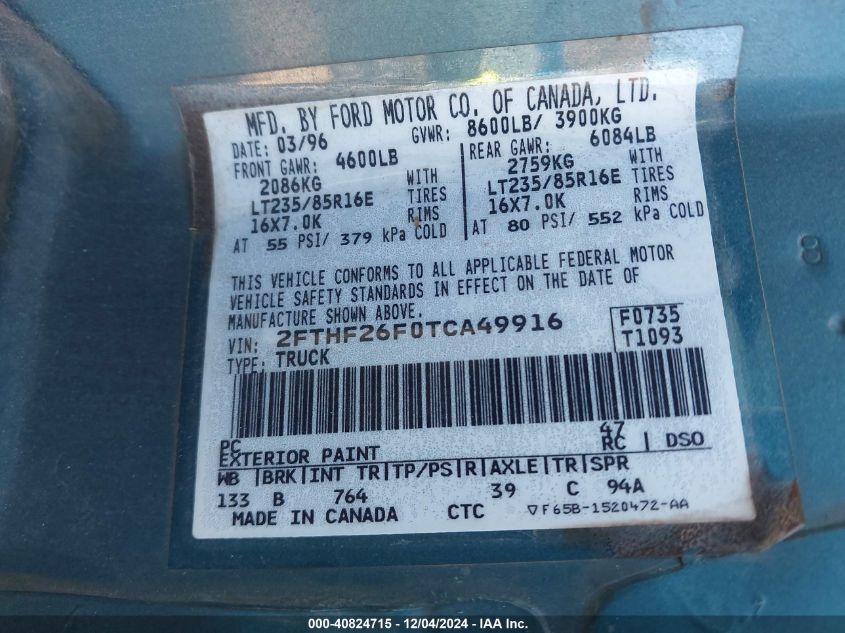 MFD. BY FORD MOTOR CO. OF CANADA, LTD.
DATE: 03/96 GVWR: 8600LB/ 3900KG
FRONT GAWR: 4600LB REAR GAWR: 6084LB
2086KG WITH 2759KG WITH
LT235/85R16E TIRES LT235/85R16E TIRES
16X7.0K RIMS 16X7.0K RIMS
AT 55 PSI/ 379 kPa COLD AT 80 PSI/ 552 kPa COLD
THIS VEHICLE CONFORMS TO ALL APPLICABLE FEDERAL MOTOR
VEHICLE SAFETY STANDARDS IN EFFECT ON THE DATE OF
MANUFACTURE SHOWN ABOVE.
VIN: 2FTHF26F0TCA49916 F0735
TYPE: TRUCK T1093
PC 47
EXTERIOR PAINT RC | DSO
WB |BRK|INT TR|TP/PS|R|AXLE|TR|SPR
133 B 764 39 C 94A
MADE IN CANADA CTC ▽F65B-1520472-AA
8
000-40824715 - 12/04/2024 - IAA Inc.